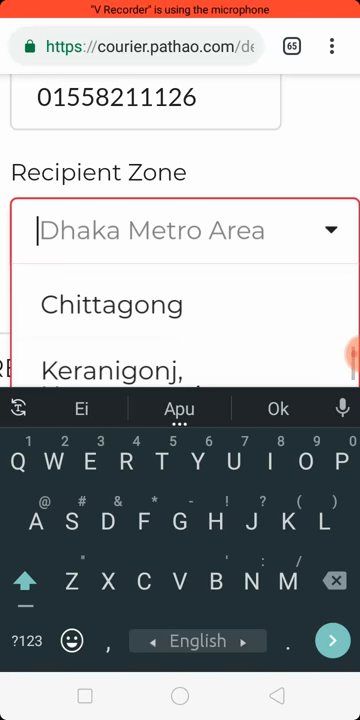 "V Recorder" is using the microphone
https://courier.pathao.com/de
65
01558211126
Recipient Zone
Dhaka Metro Area
Chittagong
Keranigonj,
Ei Apu Ok
1 2 3 4 5 6 7 8 9 0
Q W E R T Y U I O P
@ # & * - ! ? ( )
A S D F G H J K L
" ' : /
Z X C V B N M
?123 , English .